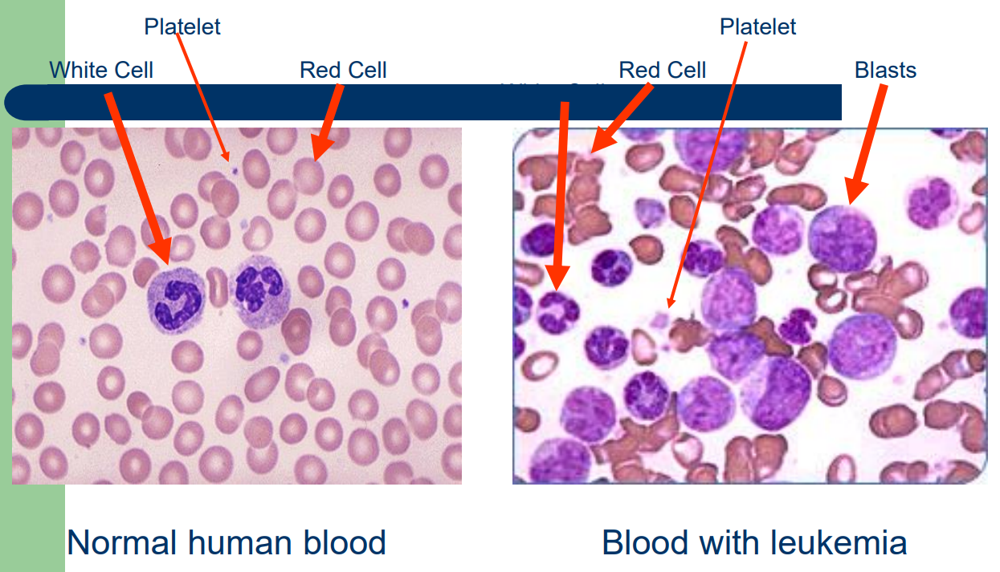 Platelet
White Cell
Red Cell
Platelet
Red Cell
Blasts
Normal human blood
Blood with leukemia